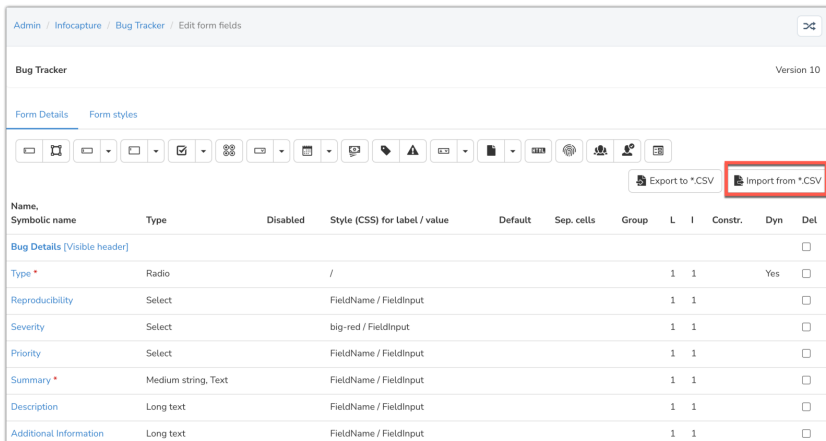 Admin / Infocapture / Bug Tracker / Edit form fields
Bug Tracker Version 10
Form Details Form styles
HTML
Export to *.CSV Import from *.CSV
Name,
Symbolic name Type Disabled Style (CSS) for label / value Default Sep. cells Group L I Constr. Dyn Del
Bug Details [Visible header]
Type * Radio / 1 1 Yes
Reproducibility Select FieldName / FieldInput 1 1
Severity Select big-red / FieldInput 1 1
Priority Select FieldName / FieldInput 1 1
Summary * Medium string, Text FieldName / FieldInput 1 1
Description Long text FieldName / FieldInput 1 1
Additional Information Long text FieldName / FieldInput 1 1